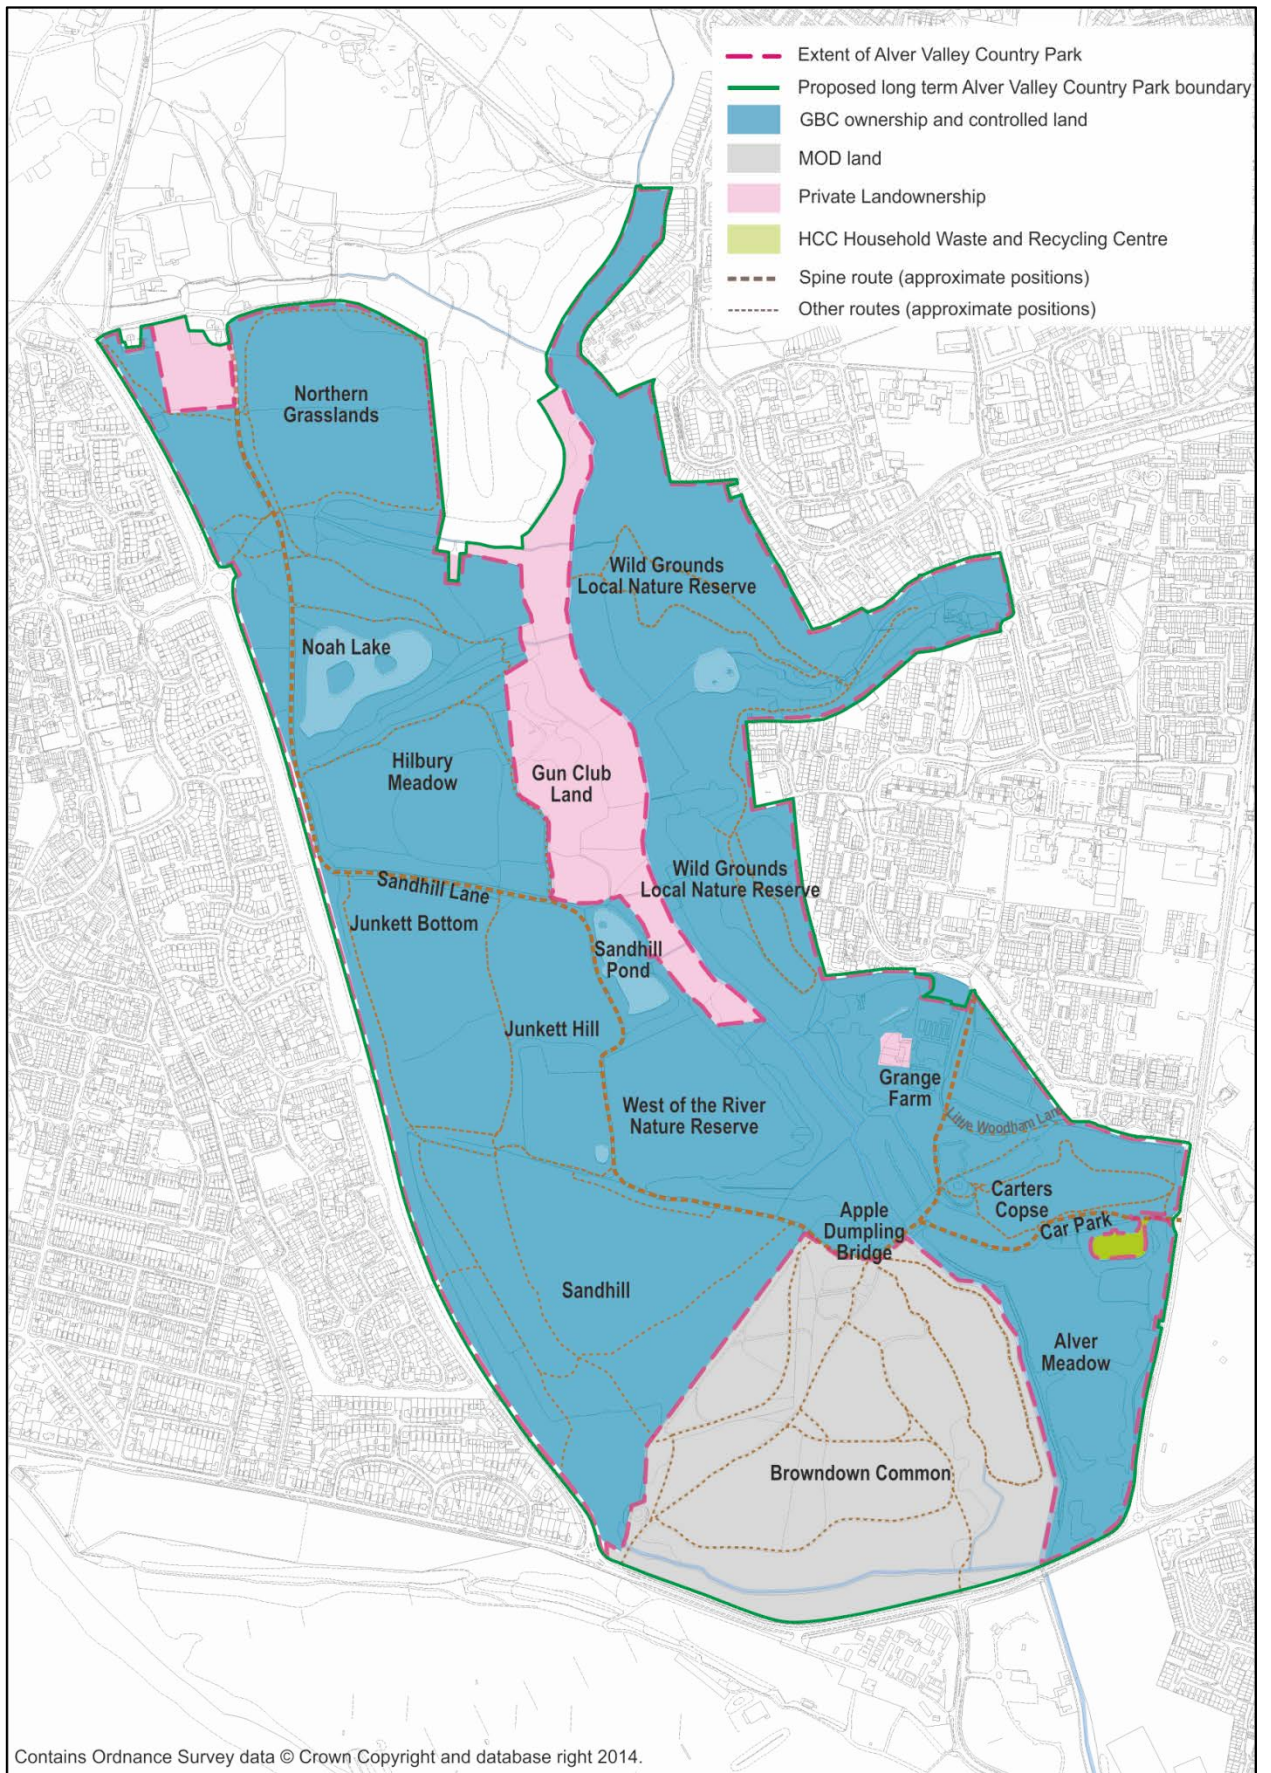 Extent of Alver Valley Country Park
Proposed long term Alver Valley Country Park boundary
GBC ownership and controlled land
MOD land
Private Landownership
HCC Household Waste and Recycling Centre
Spine route (approximate positions)
Other routes (approximate positions)
Northern
Grasslands
Wild Grounds
Local Nature Reserve
Noah Lake
Hilbury
Meadow
Gun Club
Land
Wild Grounds
Local Nature Reserve
Sandhill Lane
Junkett Bottom
Sandhill
Pond
Junkett Hill
Grange
Farm
West of the River
Nature Reserve
Little Woodham Lane
Carters
Copse
Car Park
Apple
Dumpling
Bridge
Sandhill
Alver
Meadow
Browndown Common
Contains Ordnance Survey data © Crown Copyright and database right 2014.